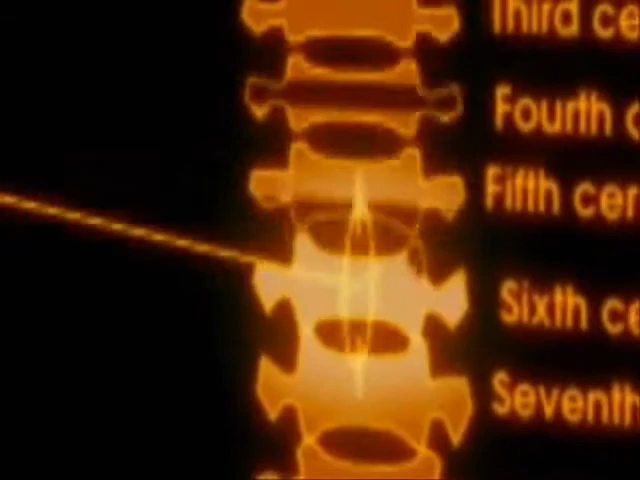 Third ce
Fourth c
Fifth cer
Sixth ce
Seventh